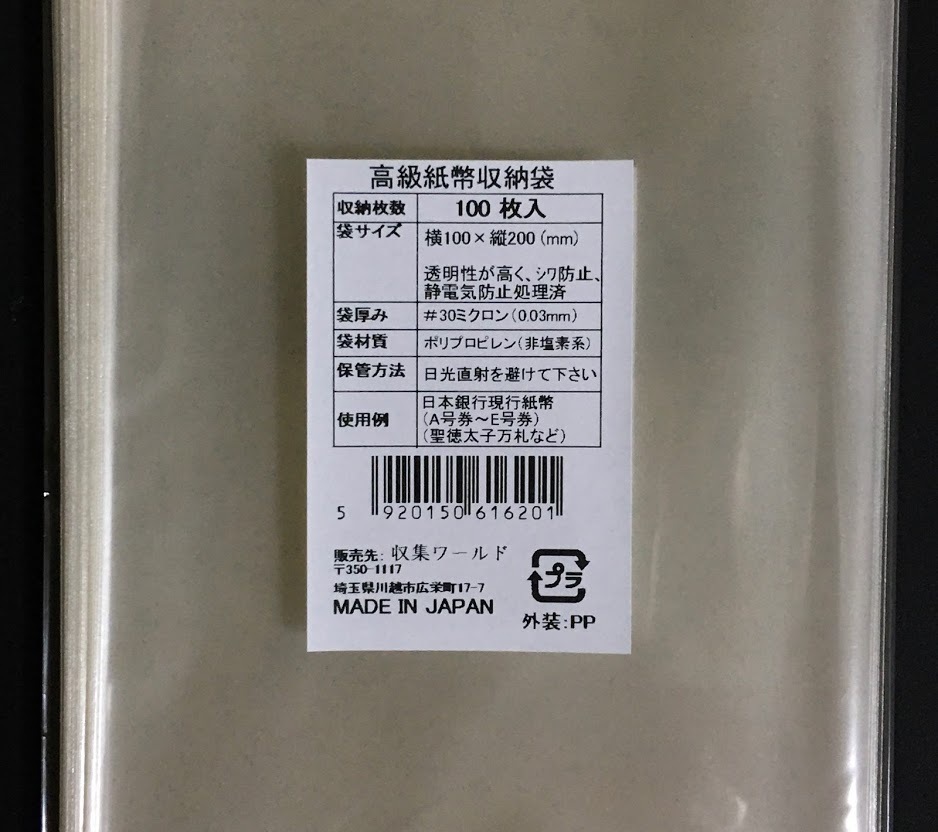 高級紙幣収納袋
収納枚数 100 枚入
袋サイズ 横100×縦200(mm)
透明性が高く、シワ防止、
静電気防止処理済
袋厚み #30ミクロン(0.03mm)
袋材質 ポリプロピレン(非塩素系)
保管方法 日光直射を避けて下さい
使用例 日本銀行現行紙幣
(A号券～E号券)
(聖徳太子万札など)
5 920150 616201
販売先: 収集ワールド
〒350-1117
埼玉県川越市広栄町17-7
MADE IN JAPAN
プラ
外装:PP